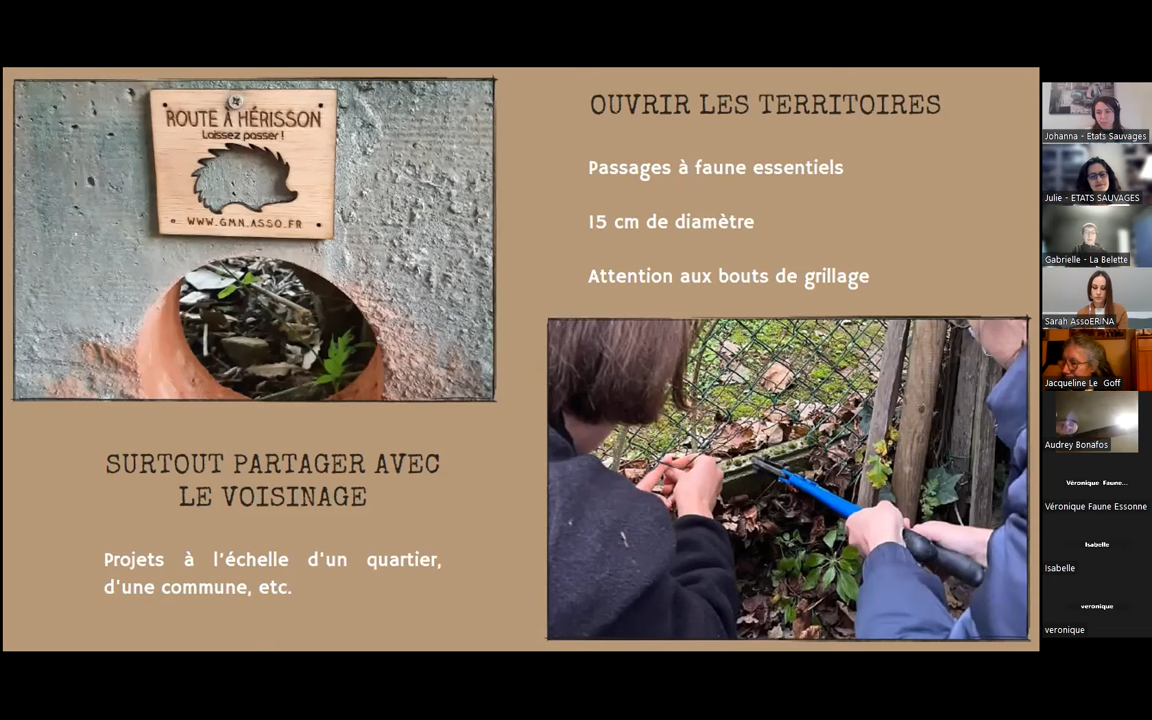 ROUTE À HÉRISSON
Laissez passer !
WWW.GMN.ASSO.FR
OUVRIR LES TERRITOIRES
Passages à faune essentiels
15 cm de diamètre
Attention aux bouts de grillage
SURTOUT PARTAGER AVEC
LE VOISINAGE
Projets à l'échelle d'un quartier,
d'une commune, etc.
Johanna - Etats Sauvages
Julie - ETATS SAUVAGES
Gabrielle - La Belette
Sarah AssoERINA
Jacqueline Le Goff
Audrey Bonafos
Véronique Faune...
Véronique Faune Essonne
Isabelle
Isabelle
veronique
veronique